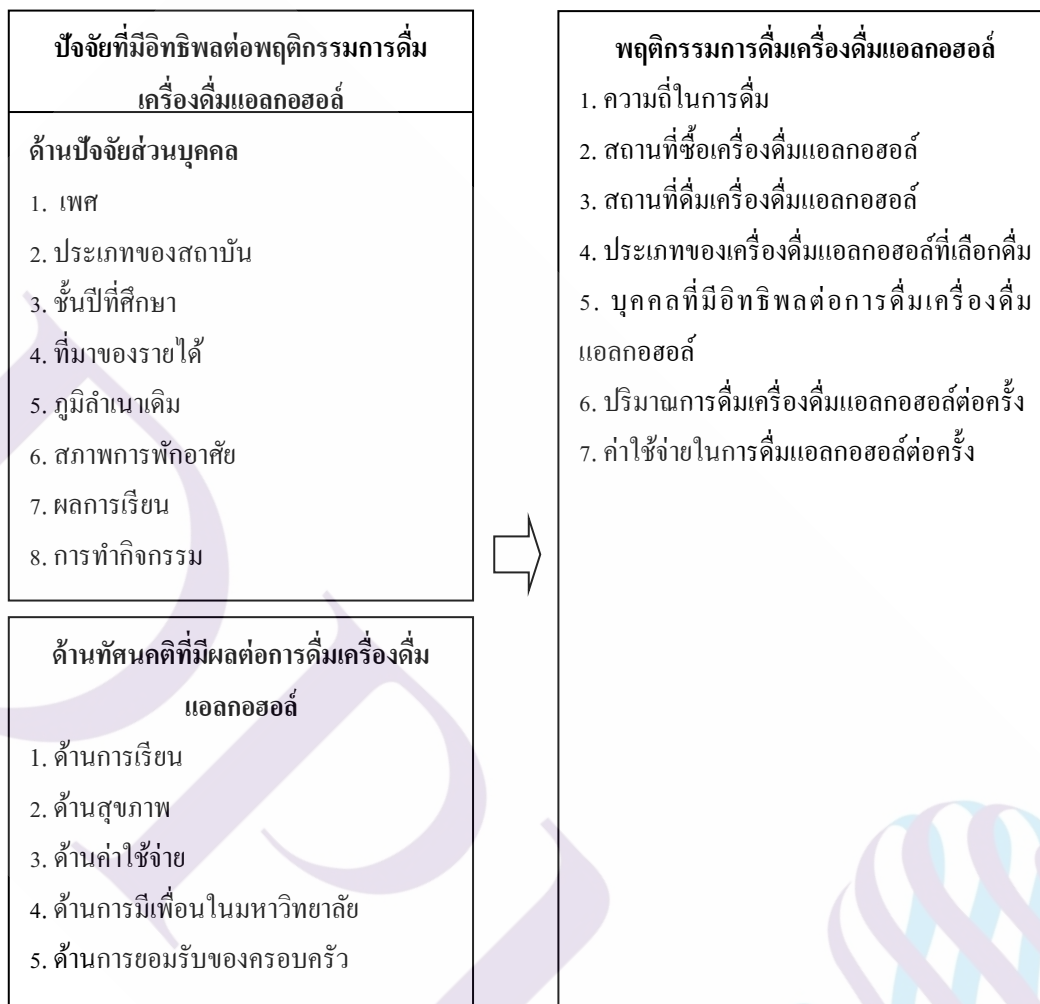 ปัจจัยที่มีอิทธิพลต่อพฤติกรรมการดื่ม
เครื่องดื่มแอลกอฮอล์
ด้านปัจจัยส่วนบุคคล
1. เพศ
2. ประเภทของสถาบัน
3. ชั้นปีที่ศึกษา
4. ที่มาของรายได้
5. ภูมิลำเนาเดิม
6. สภาพการพักอาศัย
7. ผลการเรียน
8. การทำกิจกรรม
ด้านทัศนคติที่มีผลต่อการดื่มเครื่องดื่ม
แอลกอฮอล์
1. ด้านการเรียน
2. ด้านสุขภาพ
3. ด้านค่าใช้จ่าย
4. ด้านการมีเพื่อนในมหาวิทยาลัย
5. ด้านการยอมรับของครอบครัว
พฤติกรรมการดื่มเครื่องดื่มแอลกอฮอล์
1. ความถี่ในการดื่ม
2. สถานที่ซื้อเครื่องดื่มแอลกอฮอล์
3. สถานที่ดื่มเครื่องดื่มแอลกอฮอล์
4. ประเภทของเครื่องดื่มแอลกอฮอล์ที่เลือกดื่ม
5. บุคคลที่มีอิทธิพลต่อการดื่มเครื่องดื่ม
แอลกอฮอล์
6. ปริมาณการดื่มเครื่องดื่มแอลกอฮอล์ต่อครั้ง
7. ค่าใช้จ่ายในการดื่มแอลกอฮอล์ต่อครั้ง